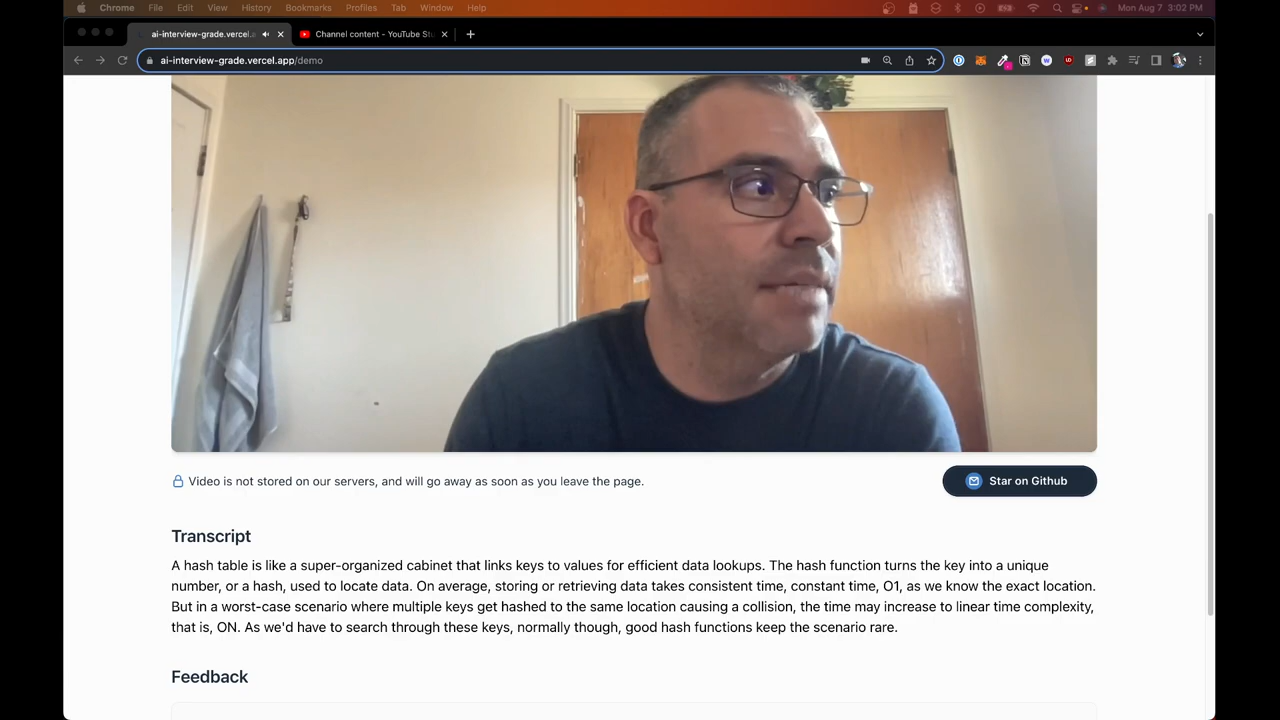 Chrome File Edit View History Bookmarks Profiles Tab Window Help Mon Aug 7 3:02 PM
ai-interview-grade.vercel.a Channel content - YouTube Stu
ai-interview-grade.vercel.app/demo
Video is not stored on our servers, and will go away as soon as you leave the page.
Star on Github
Transcript
A hash table is like a super-organized cabinet that links keys to values for efficient data lookups. The hash function turns the key into a unique
number, or a hash, used to locate data. On average, storing or retrieving data takes consistent time, constant time, O1, as we know the exact location.
But in a worst-case scenario where multiple keys get hashed to the same location causing a collision, the time may increase to linear time complexity,
that is, ON. As we'd have to search through these keys, normally though, good hash functions keep the scenario rare.
Feedback